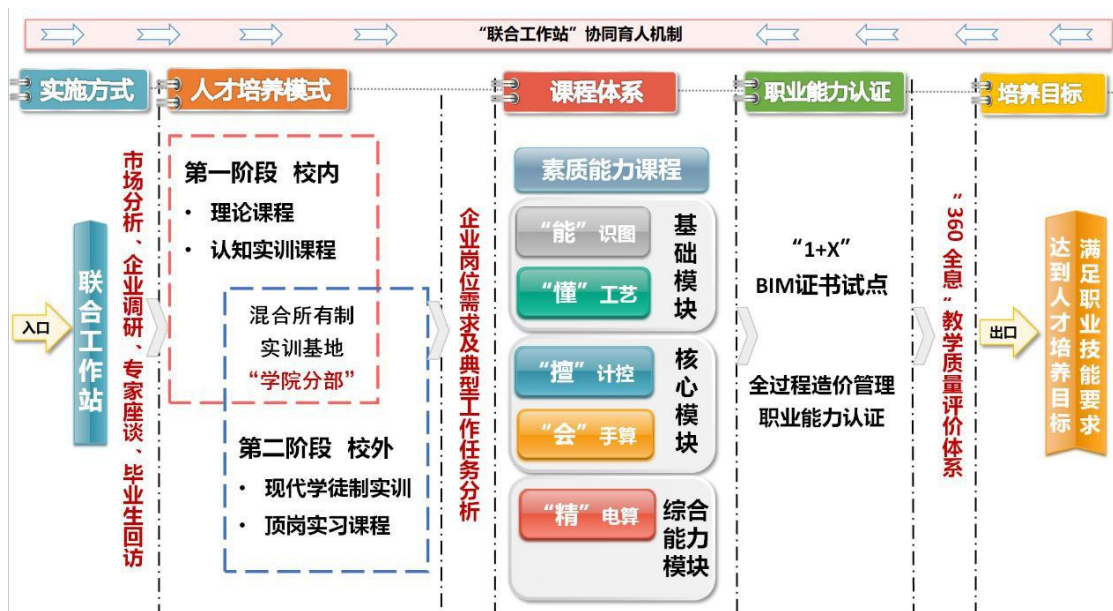 “联合工作站”协同育人机制
实施方式
人才培养模式
课程体系
职业能力认证
培养目标
入口
联合工作站
市场分析、企业调研、专家座谈、毕业生回访
第一阶段 校内
• 理论课程
• 认知实训课程
混合所有制
实训基地
“学院分部”
第二阶段 校外
• 现代学徒制实训
• 顶岗实习课程
企业岗位需求及典型工作任务分析
素质能力课程
“能”识图
“懂”工艺
基础模块
“擅”计控
“会”手算
核心模块
“精”电算
综合
能力
模块
“1+X”
BIM证书试点
全过程造价管理
职业能力认证
“360全息”教学质量评价体系
出口
满足职业技能要求
达到人才培养目标